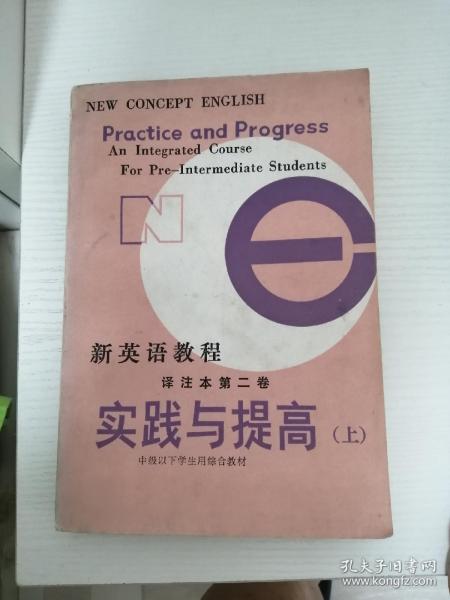 NEW CONCEPT ENGLISH
Practice and Progress
An Integrated Course
For Pre-Intermediate Students
N e
新英语教程
译注本第二卷
实践与提高(上)
中级以下学生用综合教材
孔夫子旧书网
www.kongfz.com